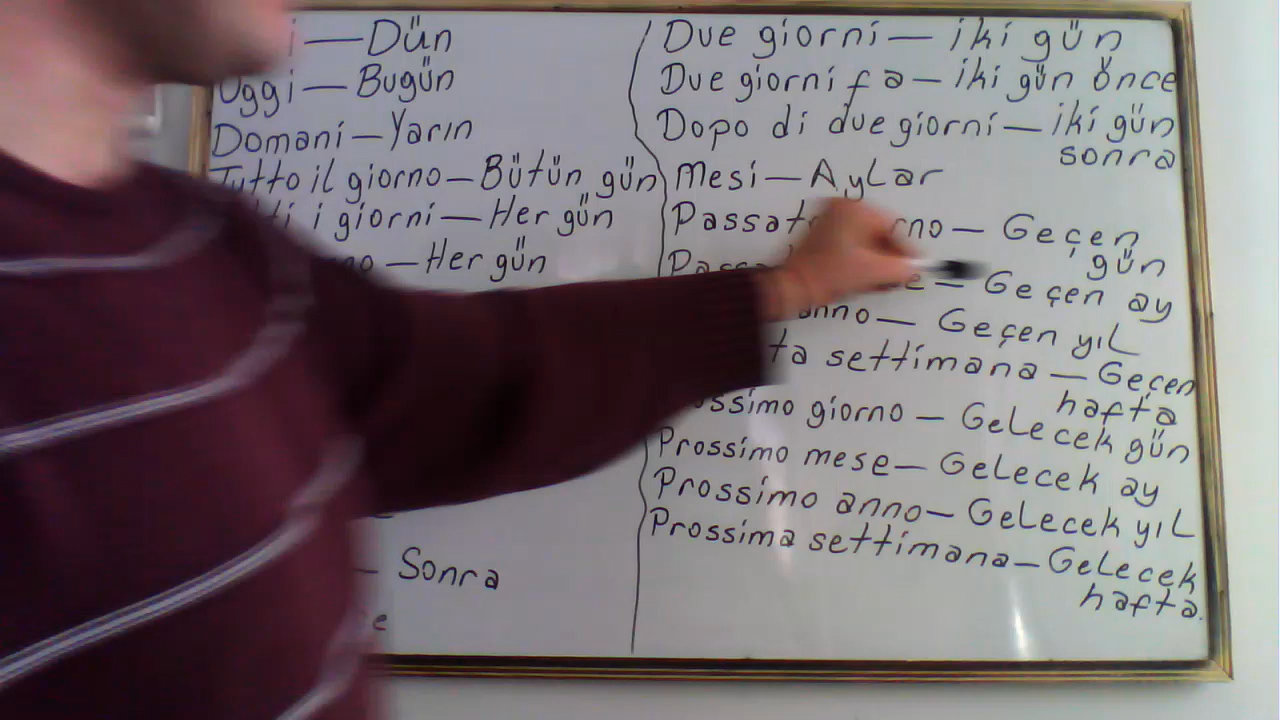 — Dün
Oggi — Bugün
Domani — Yarın
Tutto il giorno — Bütün gün
i giorni — Her gün
— Her gün
— Sonra
Due giorni — iki gün
Due giorni fa — iki gün önce
Dopo di due giorni — iki gün
sonra
Mesi — Aylar
— Geçen
gün
— Geçen ay
anno — Geçen yıl
settimana — Geçen
hafta
giorno — Gelecek gün
Prossimo mese — Gelecek ay
Prossimo anno — Gelecek yıl
Prossima settimana — Gelecek
hafta